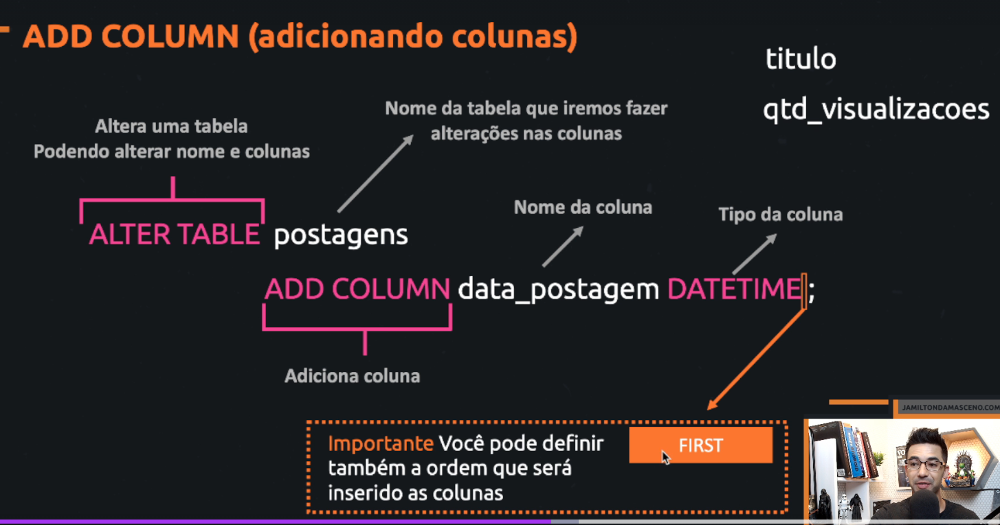 ADD COLUMN (adicionando colunas)
titulo
qtd_visualizacoes
Altera uma tabela
Podendo alterar nome e colunas
Nome da tabela que iremos fazer
alterações nas colunas
ALTER TABLE postagens
Nome da coluna
Tipo da coluna
ADD COLUMN data_postagem DATETIME ;
Adiciona coluna
Importante Você pode definir
também a ordem que será
inserido as colunas
FIRST
JAMILTONDAMASCENO.COM